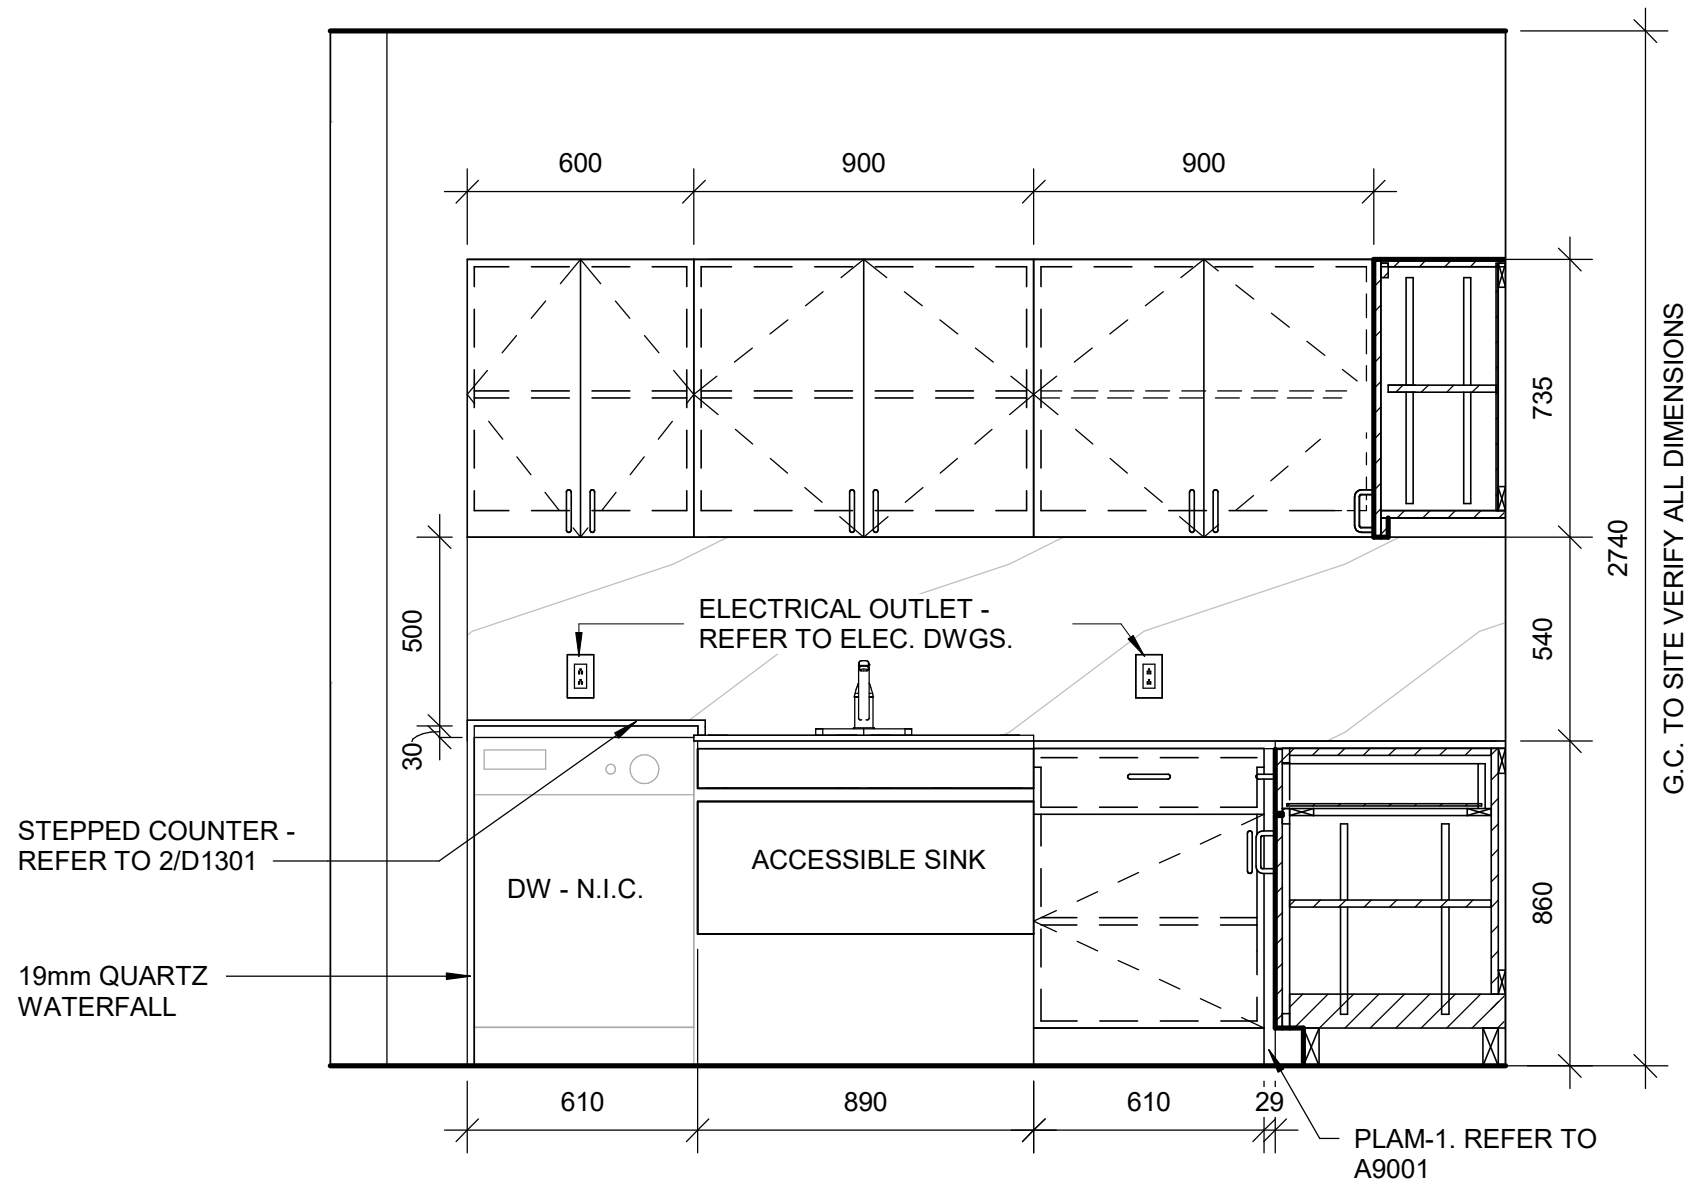 600
900
900
735
2740
G.C. TO SITE VERIFY ALL DIMENSIONS
500
ELECTRICAL OUTLET -
REFER TO ELEC. DWGS.
540
30
STEPPED COUNTER -
REFER TO 2/D1301
ACCESSIBLE SINK
DW - N.I.C.
860
19mm QUARTZ
WATERFALL
610
890
610
29
PLAM-1. REFER TO
A9001